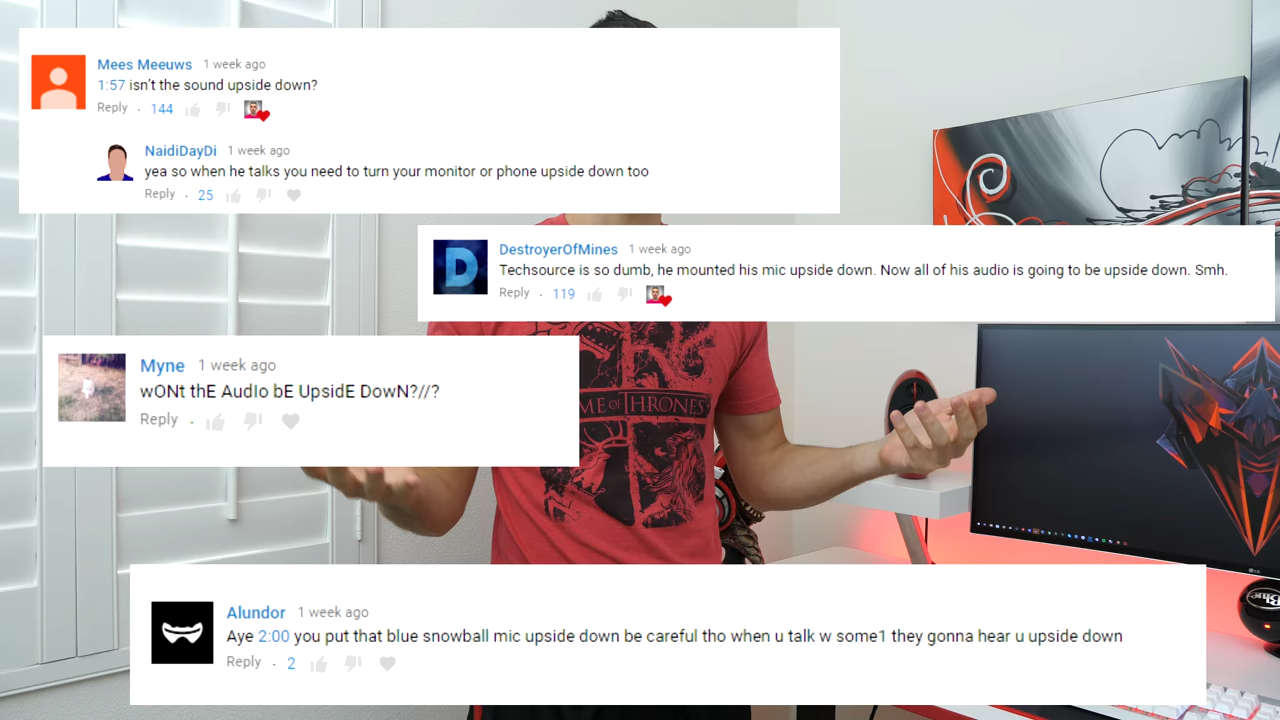 Mees Meeuws 1 week ago
1:57 isn't the sound upside down?
Reply · 144
NaidiDayDi 1 week ago
yea so when he talks you need to turn your monitor or phone upside down too
Reply · 25
D
DestroyerOfMines 1 week ago
Techsource is so dumb, he mounted his mic upside down. Now all of his audio is going to be upside down. Smh.
Reply · 119
Myne 1 week ago
wONt thE AudIo bE UpsidE DowN?//?
Reply ·
ME OF THRONES
LG
Blue
Alundor 1 week ago
Aye 2:00 you put that blue snowball mic upside down be careful tho when u talk w some1 they gonna hear u upside down
Reply · 2